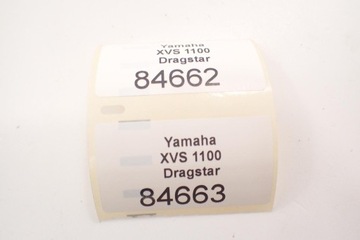 Yamaha
XVS 1100
Dragstar
84662
Yamaha
XVS 1100
Dragstar
84663